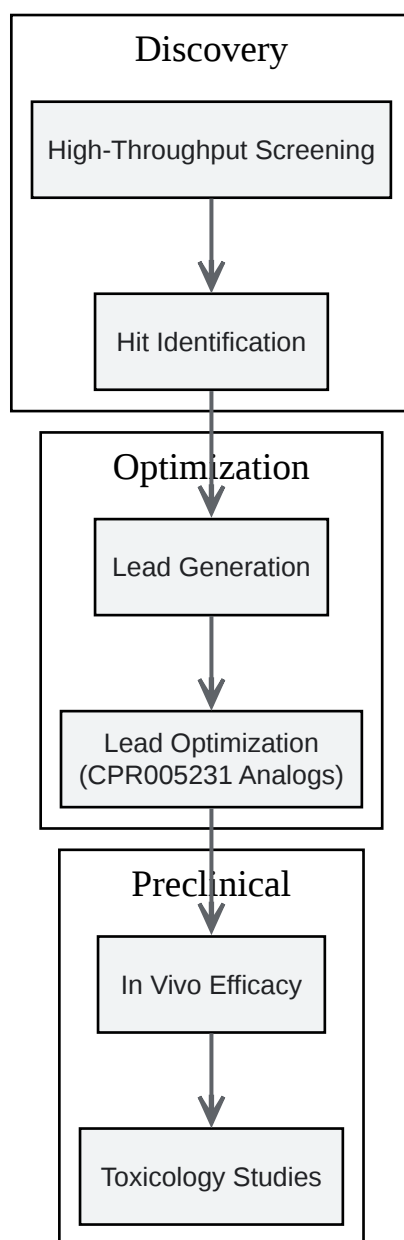 Discovery
High-Throughput Screening
Hit Identification
Optimization
Lead Generation
Lead Optimization
(CPR005231 Analogs)
Preclinical
In Vivo Efficacy
Toxicology Studies